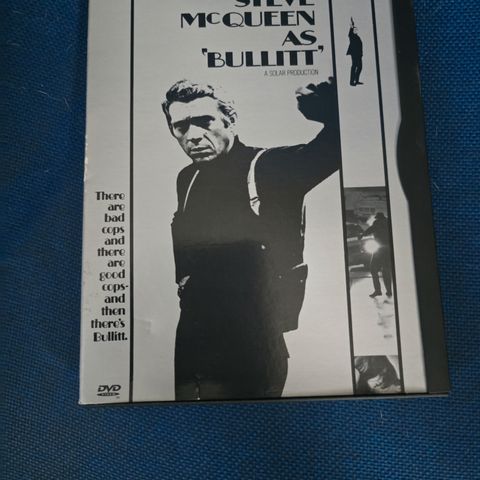 STEVE
McQUEEN
AS
'BULLITT'
A SOLAR PRODUCTION
There
are
bad
cops
and
there
are
good
cops-
and
then
there's
Bullitt.
DVD
VIDEO